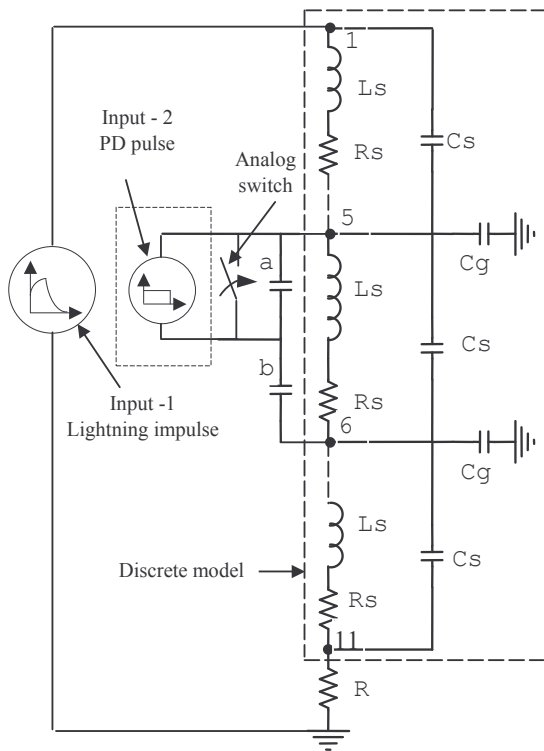 1
Ls
Input - 2
PD pulse
Rs
Cs
Analog
switch
5
a
Cg
Ls
b
Cs
Input -1
Lightning impulse
Rs
6
Cg
Ls
Discrete model
Cs
Rs
11
R